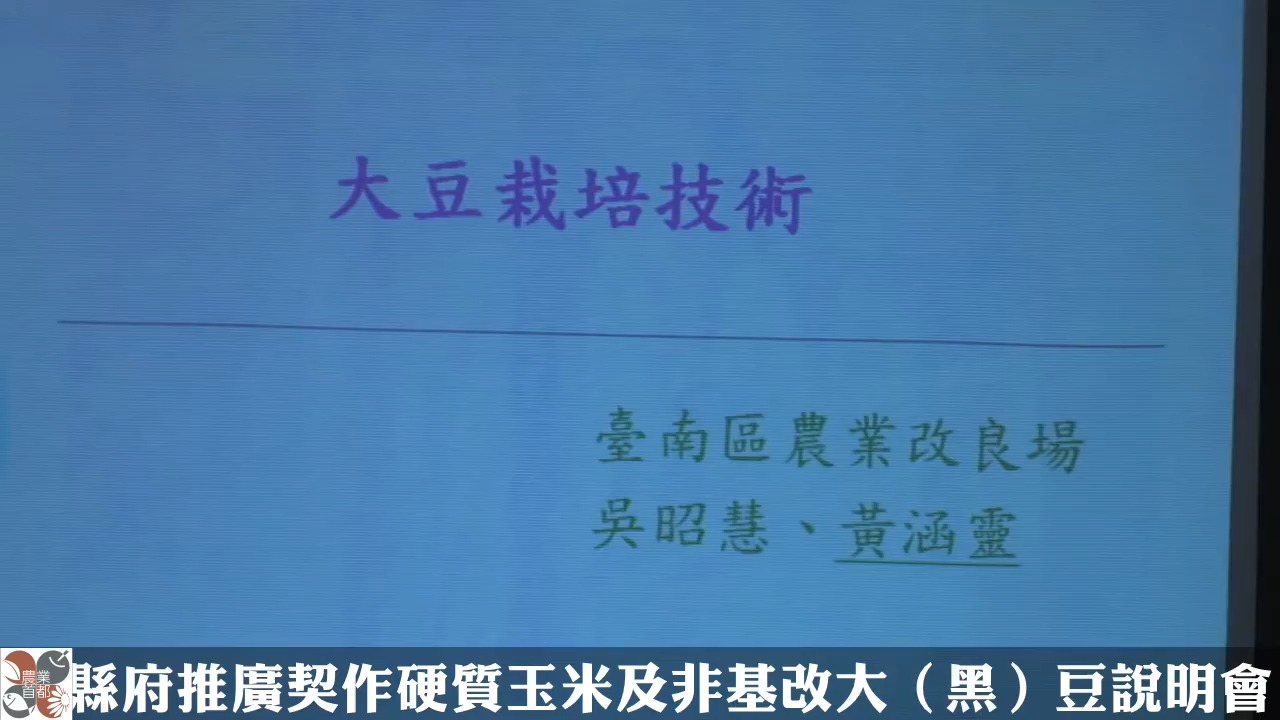 大豆栽培技術
臺南區農業改良場
吳昭慧、黃涵靈
農業首都
縣府推廣契作硬質玉米及非基改大（黑）豆說明會